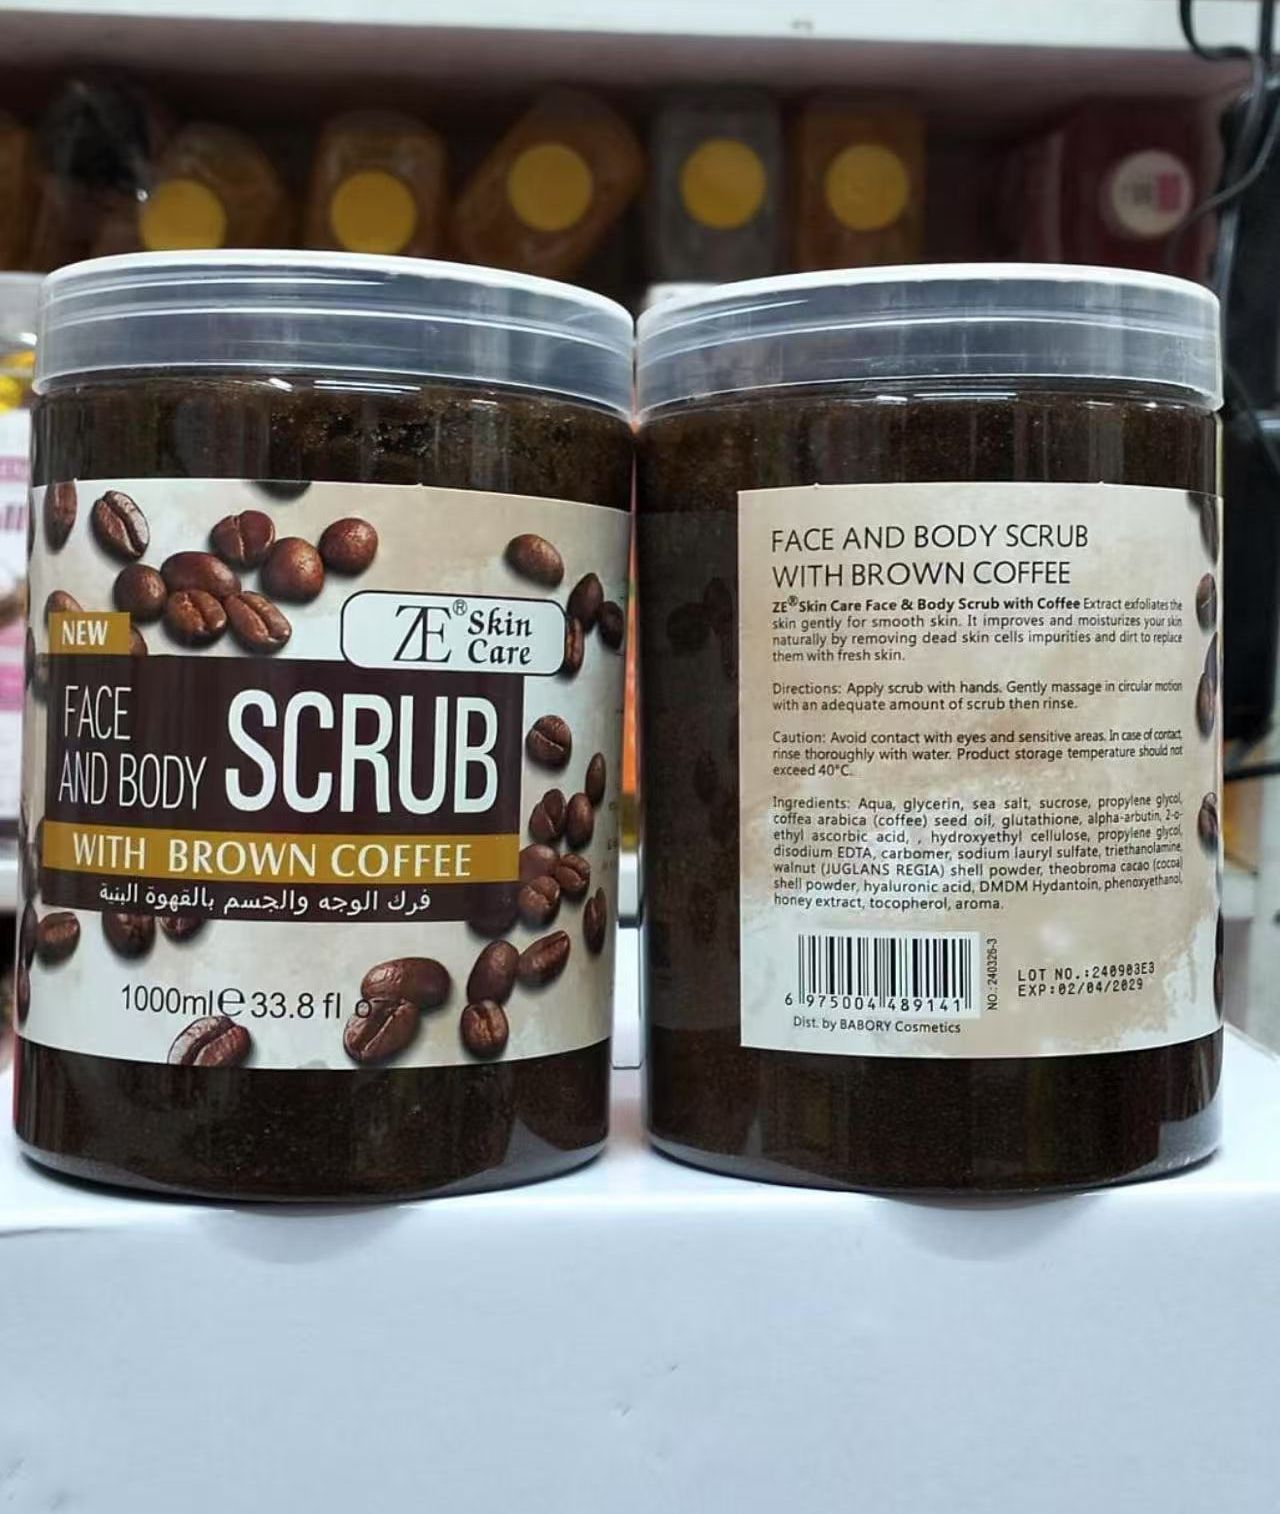 NEW
ZE® Skin Care
FACE
AND BODY
SCRUB
WITH BROWN COFFEE
فرك الوجه والجسم بالقهوة البنية
1000ml℮33.8 fl oz
FACE AND BODY SCRUB
WITH BROWN COFFEE
ZE®Skin Care Face & Body Scrub with Coffee Extract exfoliates the
skin gently for smooth skin. It improves and moisturizes your skin
naturally by removing dead skin cells impurities and dirt to replace
them with fresh skin.
Directions: Apply scrub with hands. Gently massage in circular motion
with an adequate amount of scrub then rinse.
Caution: Avoid contact with eyes and sensitive areas. In case of contact,
rinse thoroughly with water. Product storage temperature should not
exceed 40°C.
Ingredients: Aqua, glycerin, sea salt, sucrose, propylene glycol,
coffea arabica (coffee) seed oil, glutathione, alpha-arbutin, 2-o-
ethyl ascorbic acid, , hydroxyethyl cellulose, propylene glycol,
disodium EDTA, carbomer, sodium lauryl sulfate, triethanolamine,
walnut (JUGLANS REGIA) shell powder, theobroma cacao (cocoa)
shell powder, hyaluronic acid, DMDM Hydantoin, phenoxyethanol,
honey extract, tocopherol, aroma.
6 975004 489141
NO.: 240326-3
LOT NO.:240903E3
EXP:02/04/2029
Dist. by BABORY Cosmetics